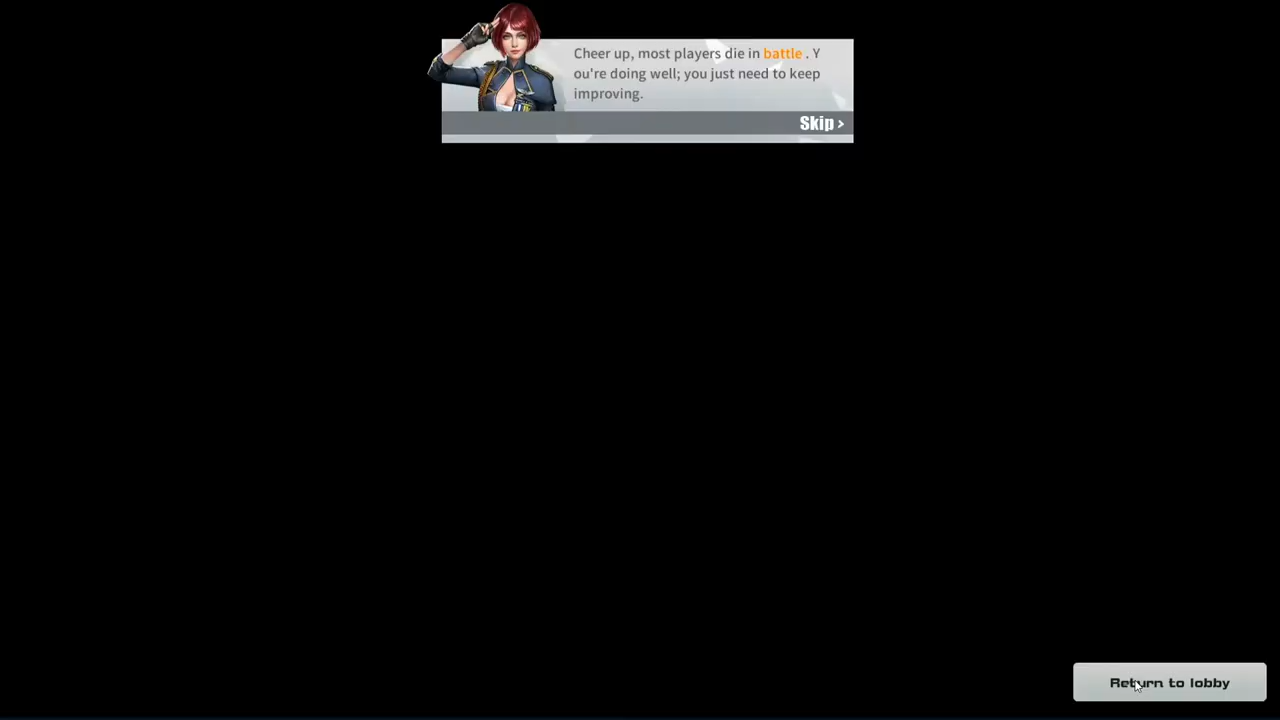 Cheer up, most players die in battle . Y
ou're doing well; you just need to keep
improving.
Skip >
Return to lobby